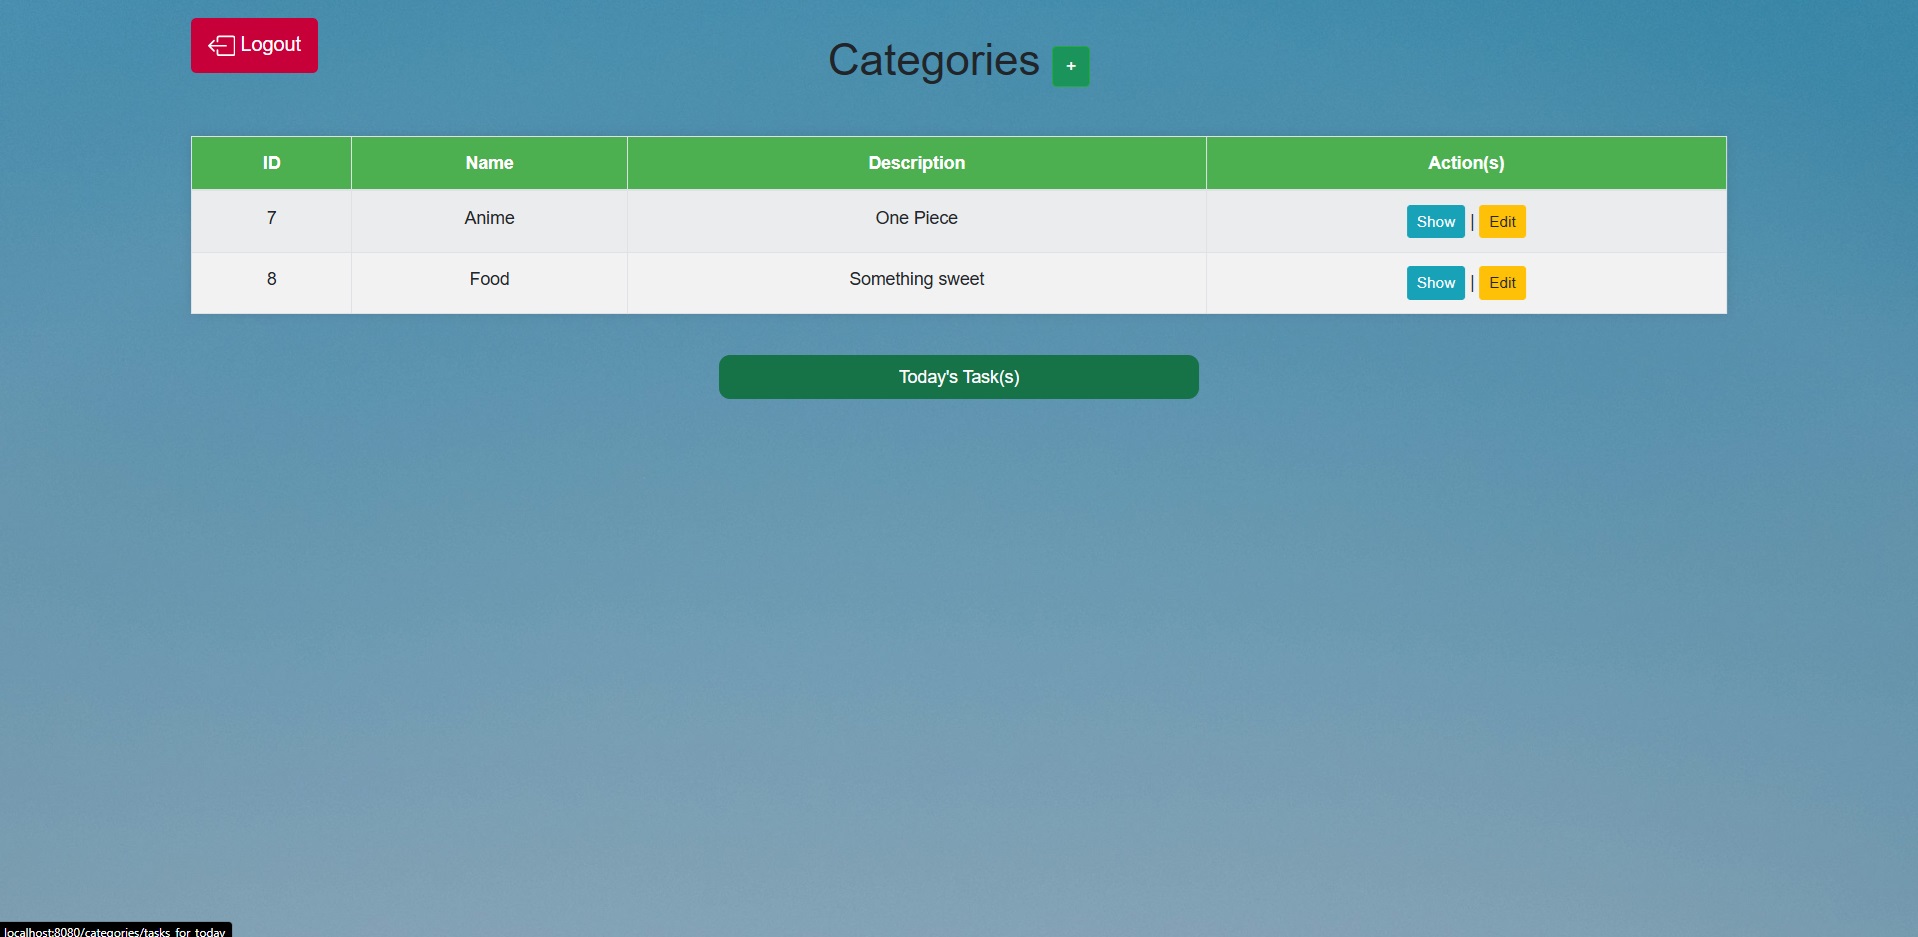 Logout
Categories +
ID Name Description Action(s)
7 Anime One Piece Show | Edit
8 Food Something sweet Show | Edit
Today's Task(s)
localhost:8080/categories/tasks_for_today